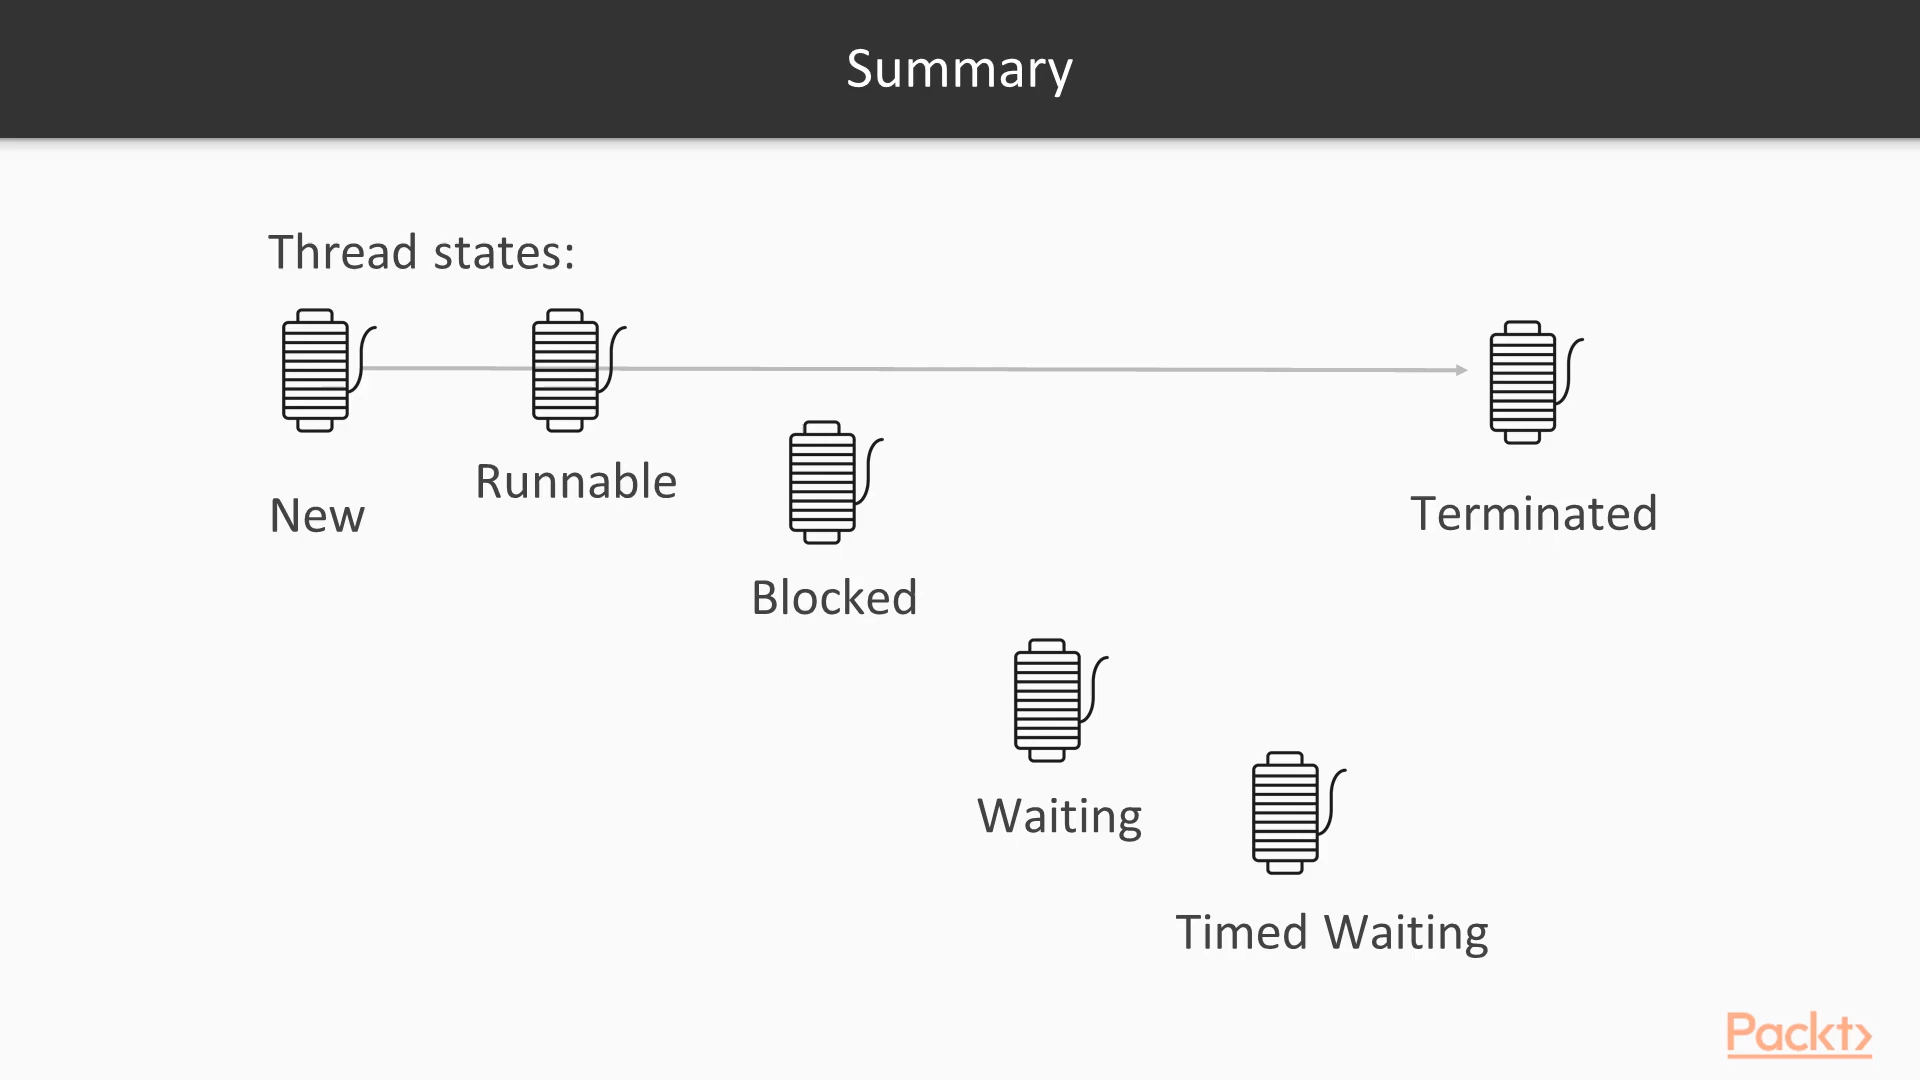 Summary
Thread states:
New
Runnable
Blocked
Waiting
Timed Waiting
Terminated
Packt>